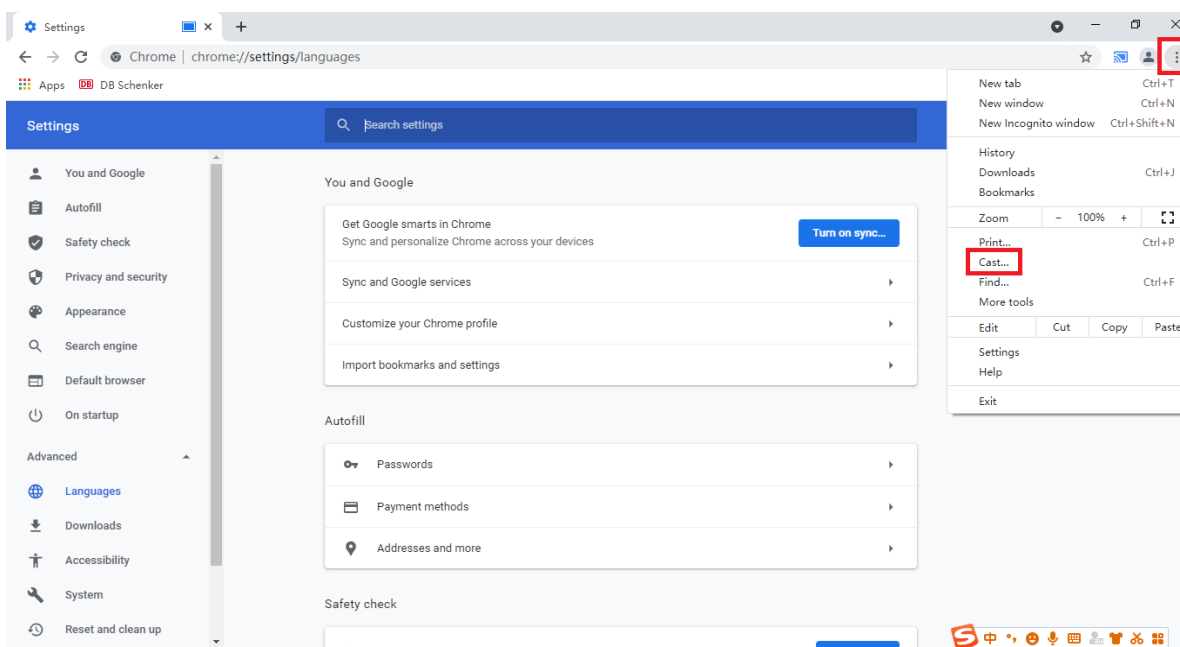 Settings
Chrome | chrome://settings/languages
Apps DB DB Schenker
Settings
Search settings
You and Google
Autofill
Safety check
Privacy and security
Appearance
Search engine
Default browser
On startup
Advanced
Languages
Downloads
Accessibility
System
Reset and clean up
You and Google
Get Google smarts in Chrome
Sync and personalize Chrome across your devices
Turn on sync...
Sync and Google services
Customize your Chrome profile
Import bookmarks and settings
Autofill
Passwords
Payment methods
Addresses and more
Safety check
New tab Ctrl+T
New window Ctrl+N
New Incognito window Ctrl+Shift+N
History
Downloads Ctrl+J
Bookmarks
Zoom - 100% +
Print... Ctrl+P
Cast...
Find... Ctrl+F
More tools
Edit Cut Copy Paste
Settings
Help
Exit
S 中 °,